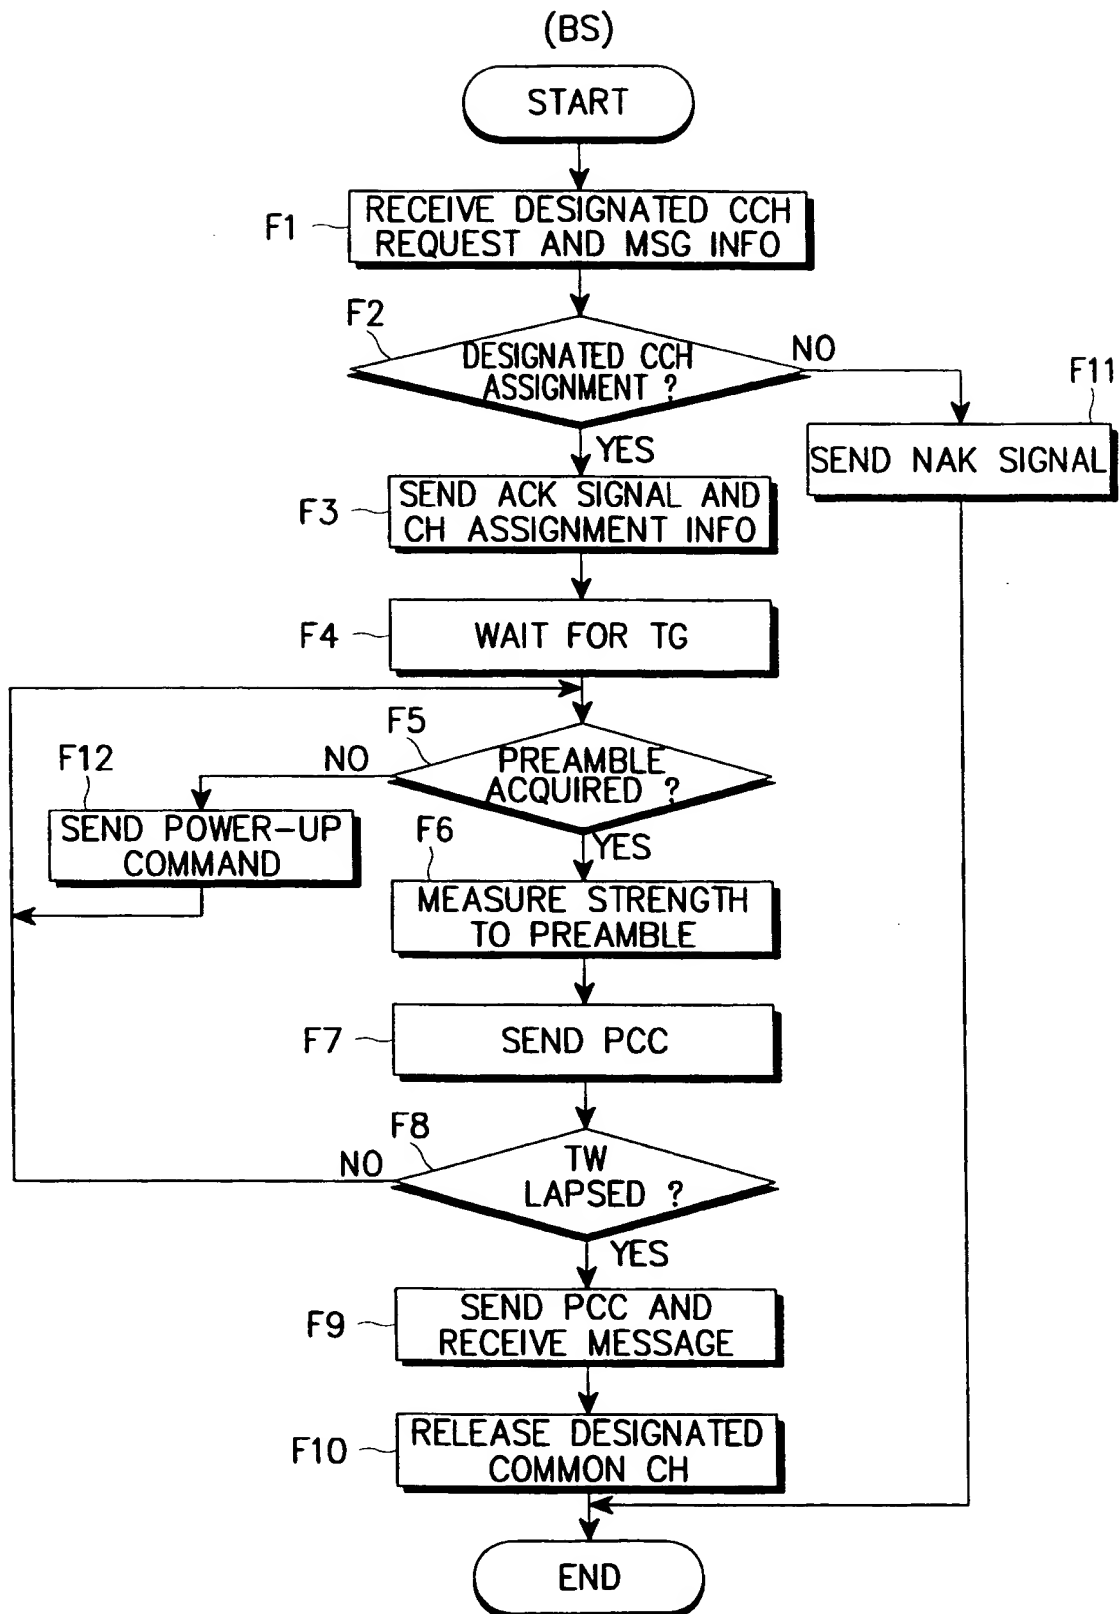 (BS)
START
F1
RECEIVE DESIGNATED CCH
REQUEST AND MSG INFO
F2
DESIGNATED CCH
ASSIGNMENT ?
NO
F11
SEND NAK SIGNAL
YES
F3
SEND ACK SIGNAL AND
CH ASSIGNMENT INFO
F4
WAIT FOR TG
F5
PREAMBLE
ACQUIRED ?
NO
F12
SEND POWER-UP
COMMAND
YES
F6
MEASURE STRENGTH
TO PREAMBLE
F7
SEND PCC
F8
TW
LAPSED ?
NO
YES
F9
SEND PCC AND
RECEIVE MESSAGE
F10
RELEASE DESIGNATED
COMMON CH
END